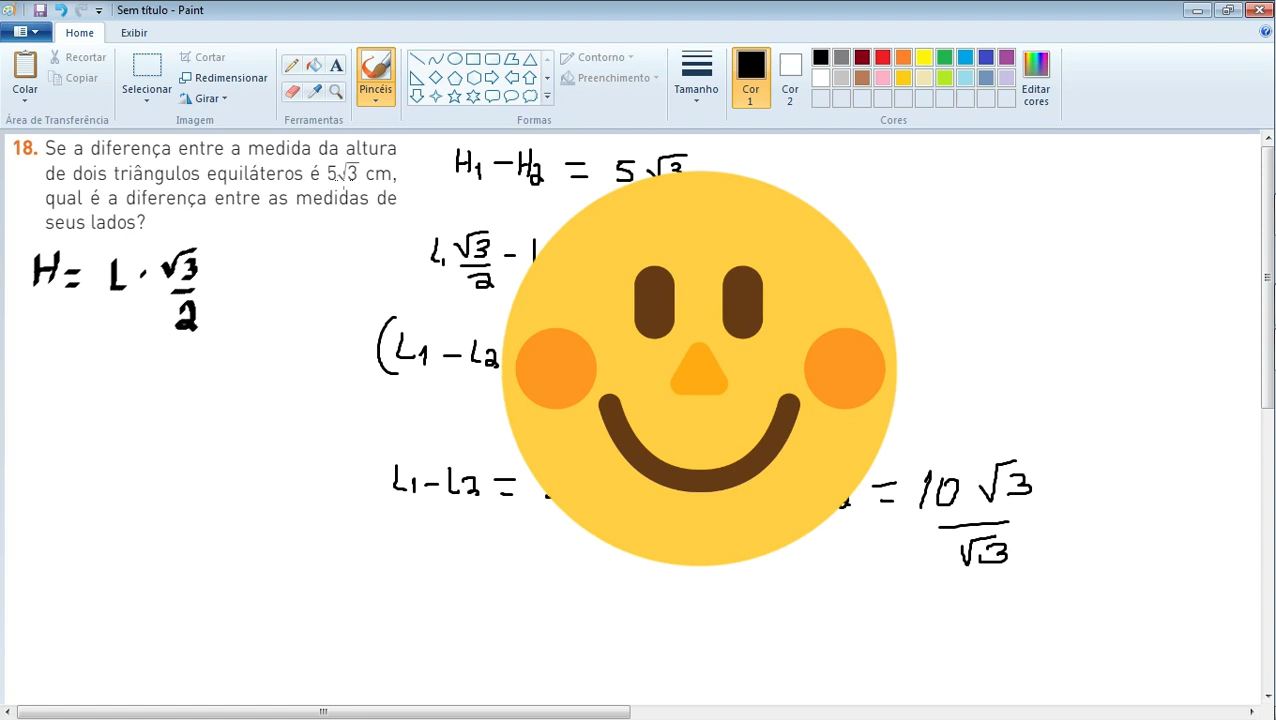 Sem título - Paint
Home Exibir
Colar
Recortar
Copiar
Área de Transferência
Selecionar
Cortar
Redimensionar
Girar
Imagem
A
Ferramentas
Pincéis
Contorno
Preenchimento
Formas
Tamanho
Cor 1
Cor 2
Editar cores
Cores
18. Se a diferença entre a medida da altura
de dois triângulos equiláteros é 5√3 cm,
qual é a diferença entre as medidas de
seus lados?
H = L · √3/2
H1 - H2 = 5√3
L1 √3/2 -
(L1 - L2
L1 - L2 =
= 10√3/√3